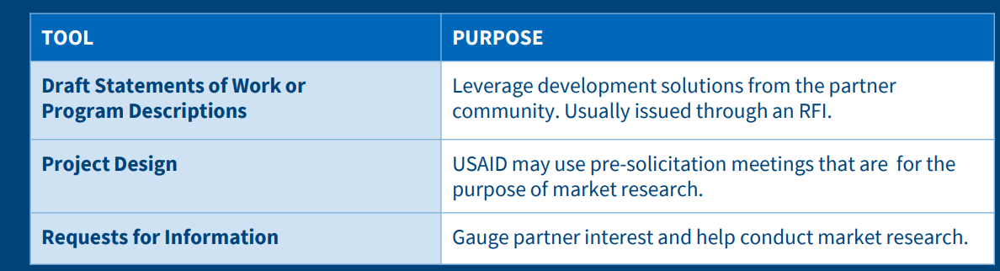 TOOL
PURPOSE
Draft Statements of Work or
Program Descriptions
Leverage development solutions from the partner
community. Usually issued through an RFI.
Project Design
USAID may use pre-solicitation meetings that are  for the
purpose of market research.
Requests for Information
Gauge partner interest and help conduct market research.